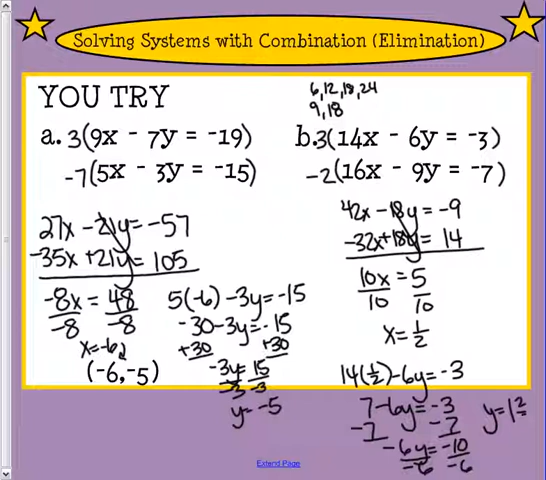 Solving Systems with Combination (Elimination)
YOU TRY
6, 12, 18, 24
9, 18
a. 3(9x - 7y = -19)
-7(5x - 3y = -15)
27x - 21y = -57
-35x + 21y = 105
-8x = 48
-8 -8
x = -6
(-6, -5)
5(-6) - 3y = -15
-30 - 3y = -15
+30 +30
-3y = 15
-3 -3
y = -5
b. 3(14x - 6y = -3)
-2(16x - 9y = -7)
42x - 18y = -9
-32x + 18y = 14
10x = 5
10 10
x = 1/2
14(1/2) - 6y = -3
7 - 6y = -3
-7 -7
-6y = -10
-6 -6
Extend Page